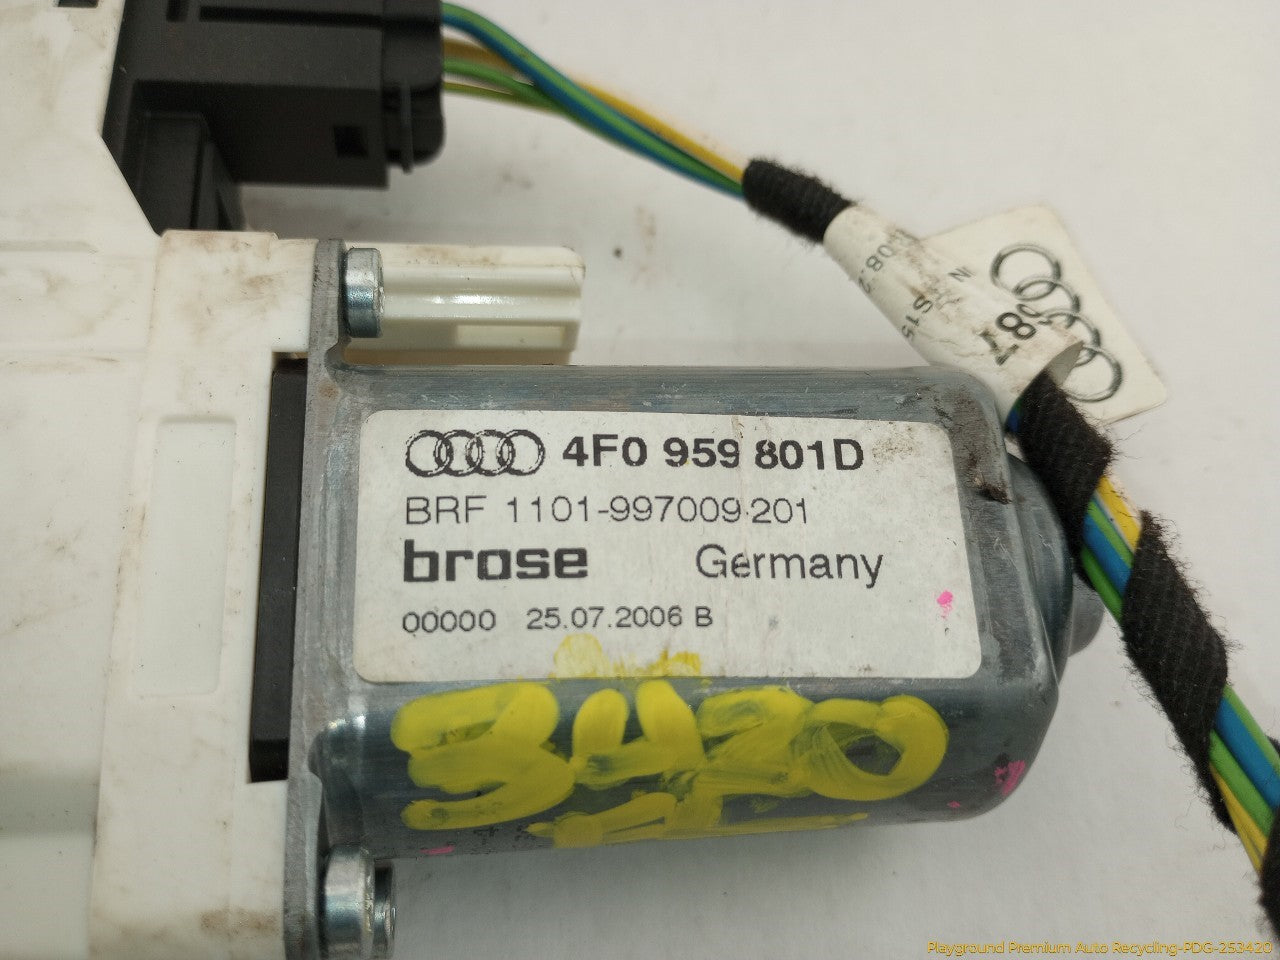 4F0 959 801D
BRF 1101-997009 201
brose Germany
00000 25.07.2006 B
3420
87
Playground Premium Auto Recycling-PDG-253420